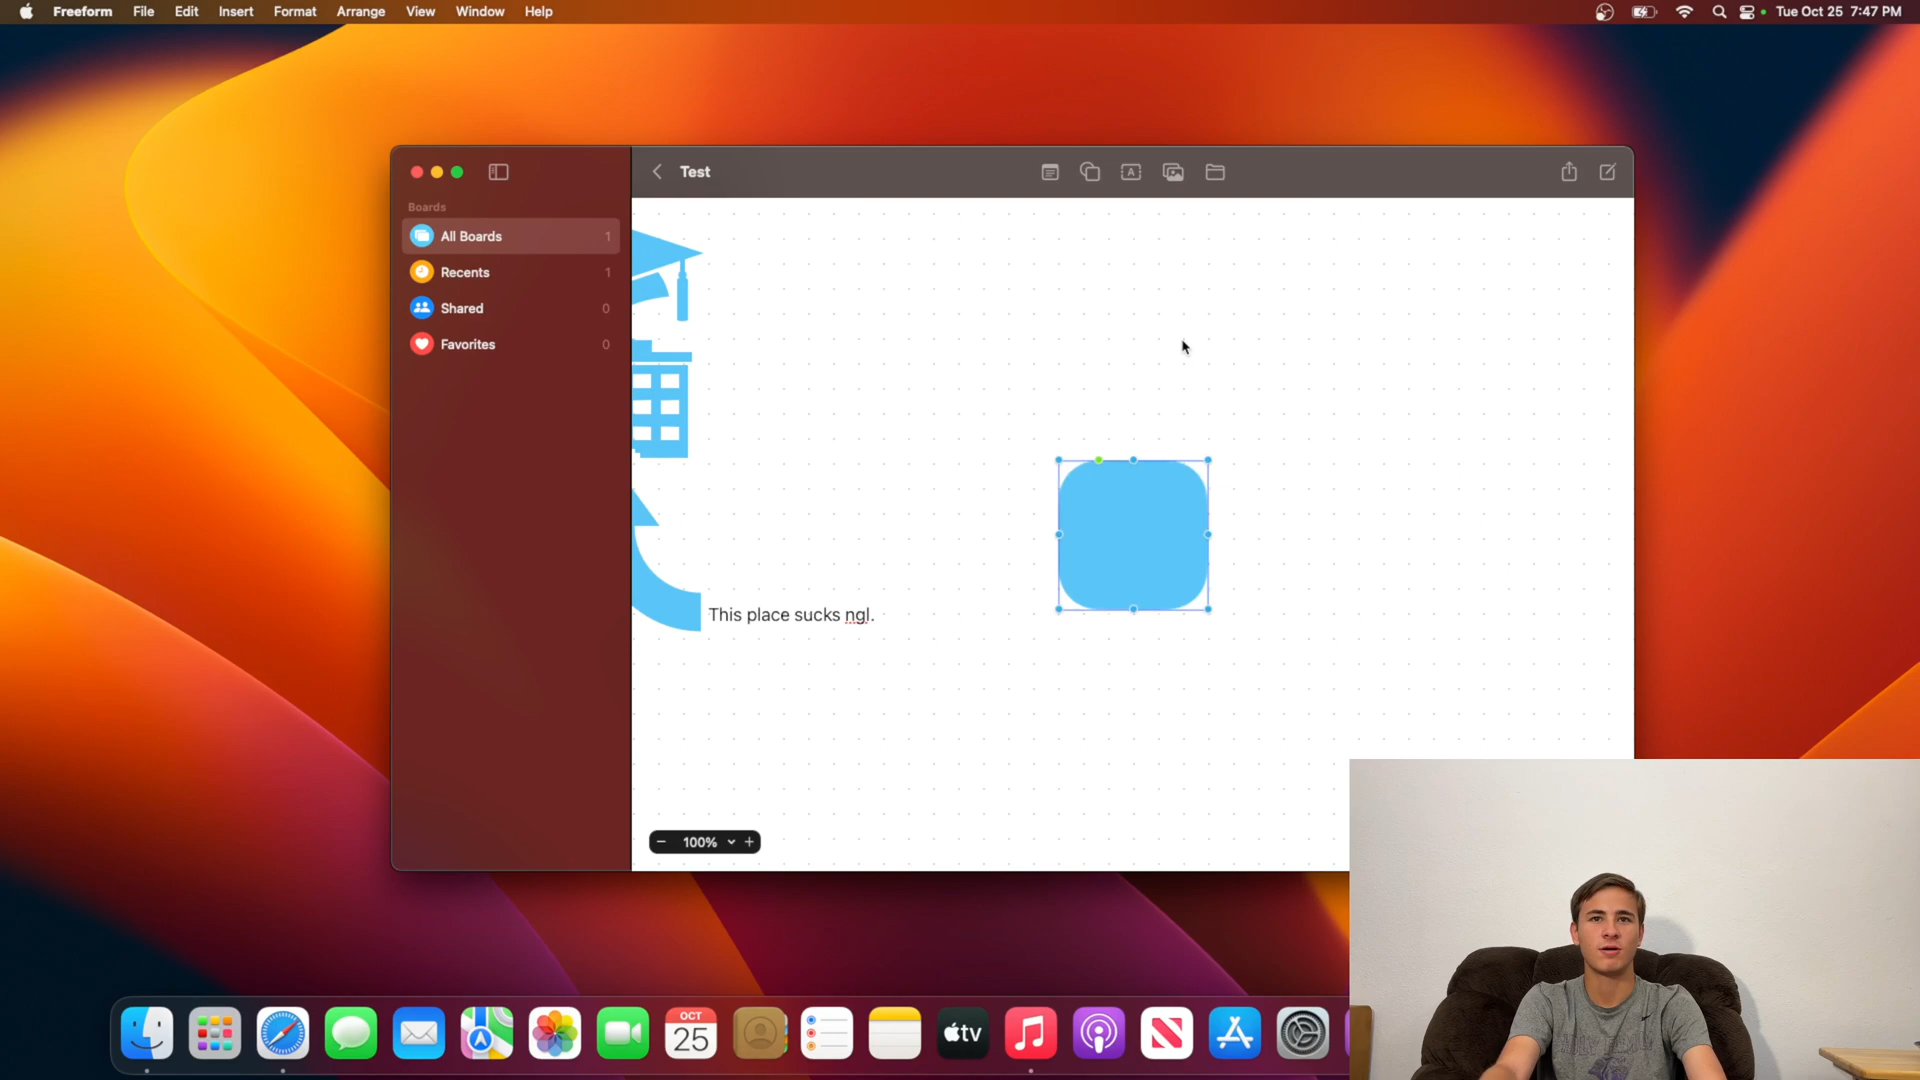 Freeform File Edit Insert Format Arrange View Window Help
Tue Oct 25 7:47 PM
Test
Boards
All Boards 1
Recents 1
Shared 0
Favorites 0
A
This place sucks ngl.
100%
OCT
25
tv